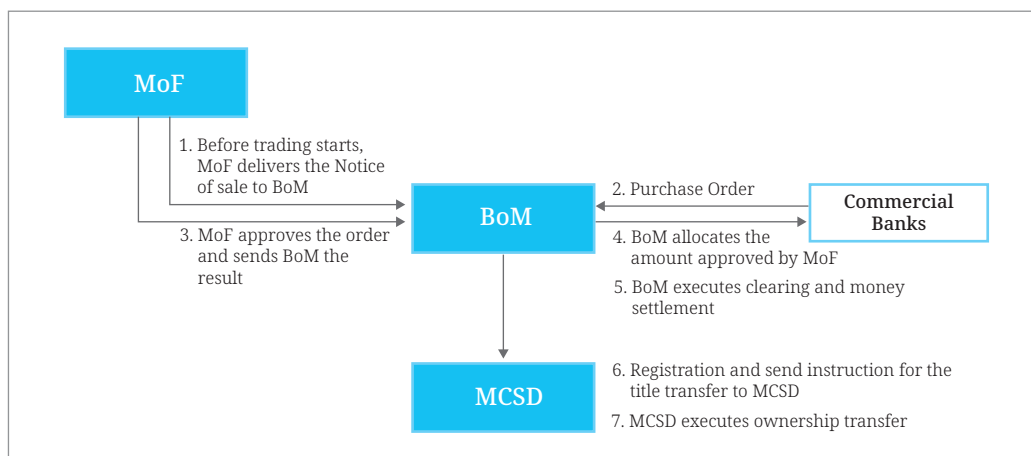 MoF
1. Before trading starts,
MoF delivers the Notice
of sale to BoM
3. MoF approves the order
and sends BoM the
result
BoM
2. Purchase Order
Commercial
Banks
4. BoM allocates the
amount approved by MoF
5. BoM executes clearing and money
settlement
MCSD
6. Registration and send instruction for the
title transfer to MCSD
7. MCSD executes ownership transfer